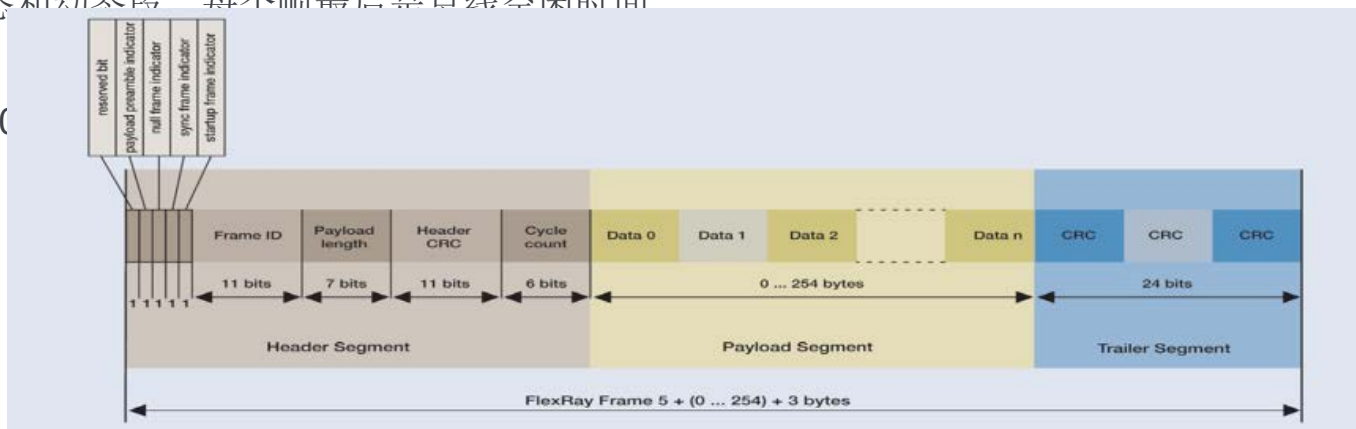 reserved bit
payload preamble indicator
null frame indicator
sync frame indicator
startup frame indicator
Frame ID
Payload length
Header CRC
Cycle count
Data 0
Data 1
Data 2
Data n
CRC
CRC
CRC
1 1 1 1 1
11 bits
7 bits
11 bits
6 bits
0 ... 254 bytes
24 bits
Header Segment
Payload Segment
Trailer Segment
FlexRay Frame 5 + (0 ... 254) + 3 bytes